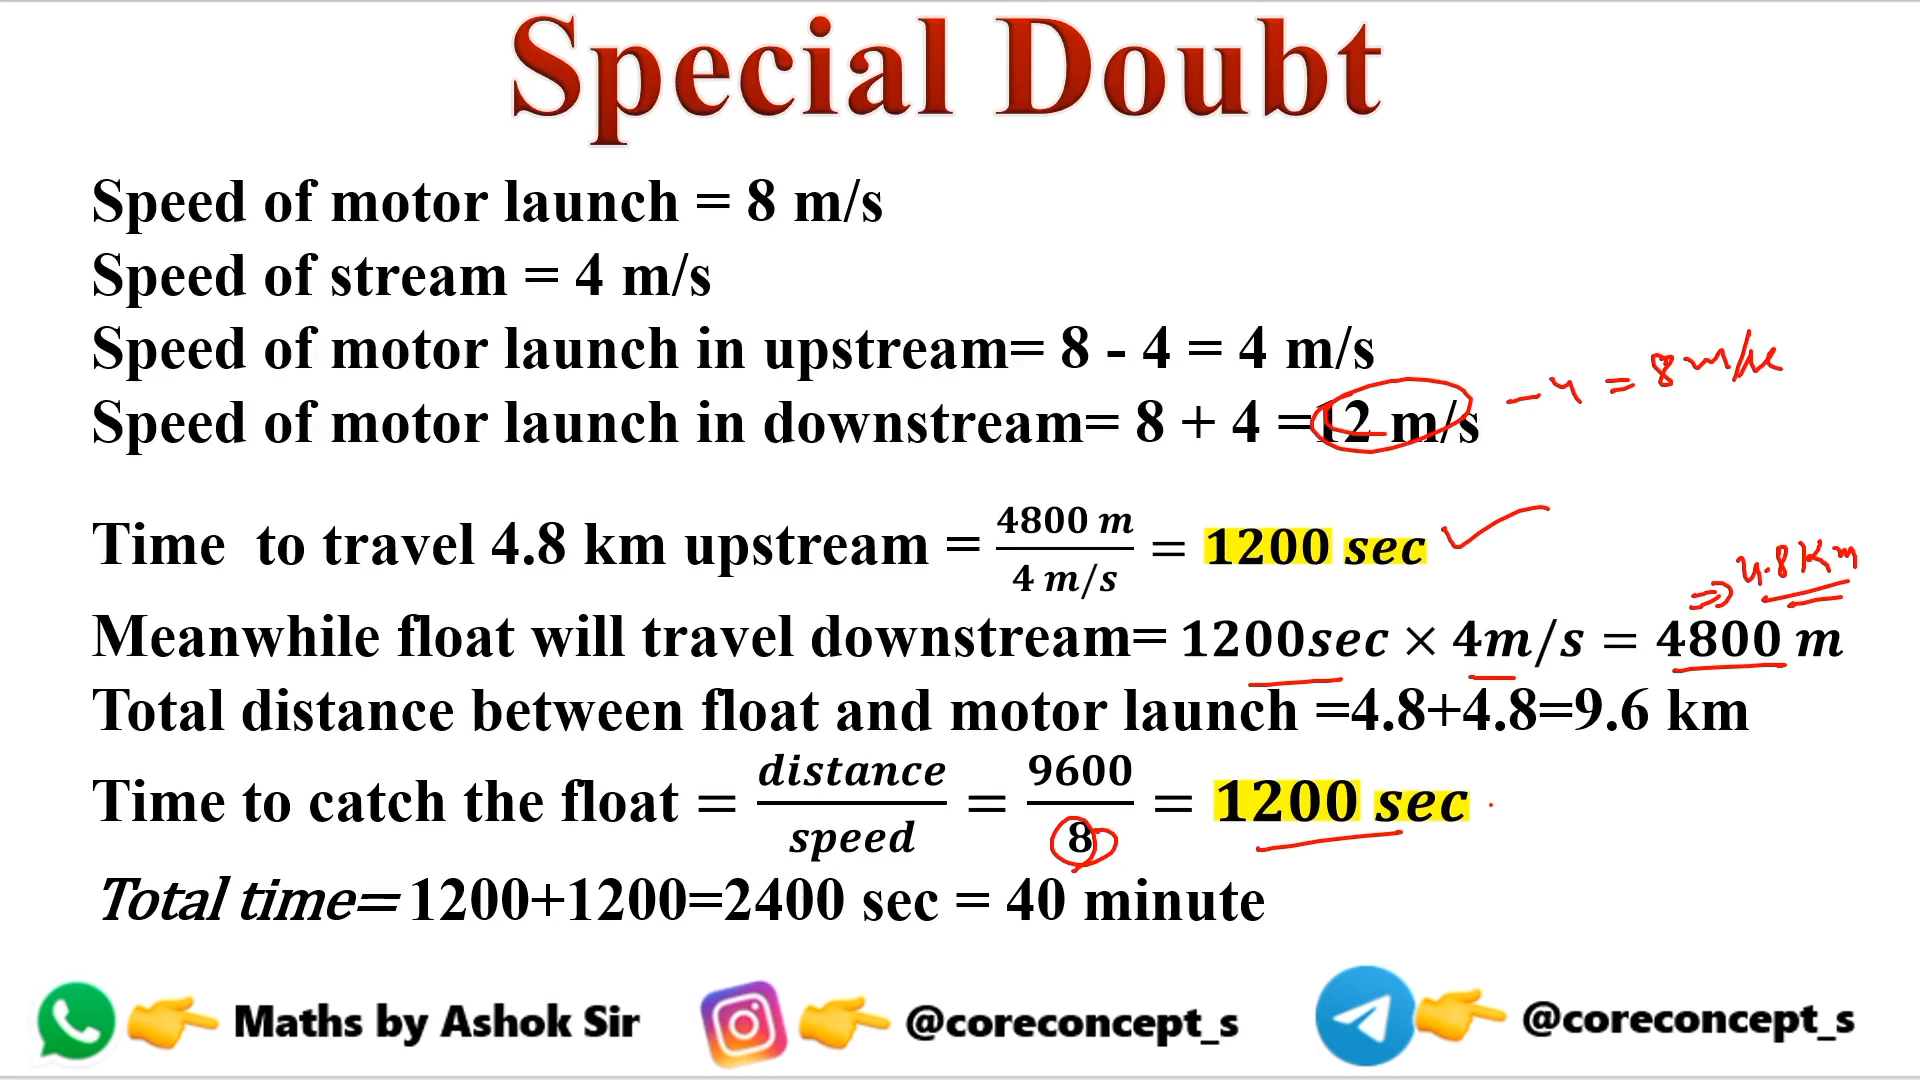 Special Doubt
Speed of motor launch = 8 m/s
Speed of stream = 4 m/s
Speed of motor launch in upstream= 8 - 4 = 4 m/s
Speed of motor launch in downstream= 8 + 4 =12 m/s - 4 = 8 m/sec
Time to travel 4.8 km upstream = 4800 m / 4 m/s = 1200 sec ✓
⇒ 4.8 Km
Meanwhile float will travel downstream= 1200sec × 4m/s = 4800 m
Total distance between float and motor launch =4.8+4.8=9.6 km
Time to catch the float = distance / speed = 9600 / 8 = 1200 sec
Total time= 1200+1200=2400 sec = 40 minute
Maths by Ashok Sir @coreconcept_s @coreconcept_s